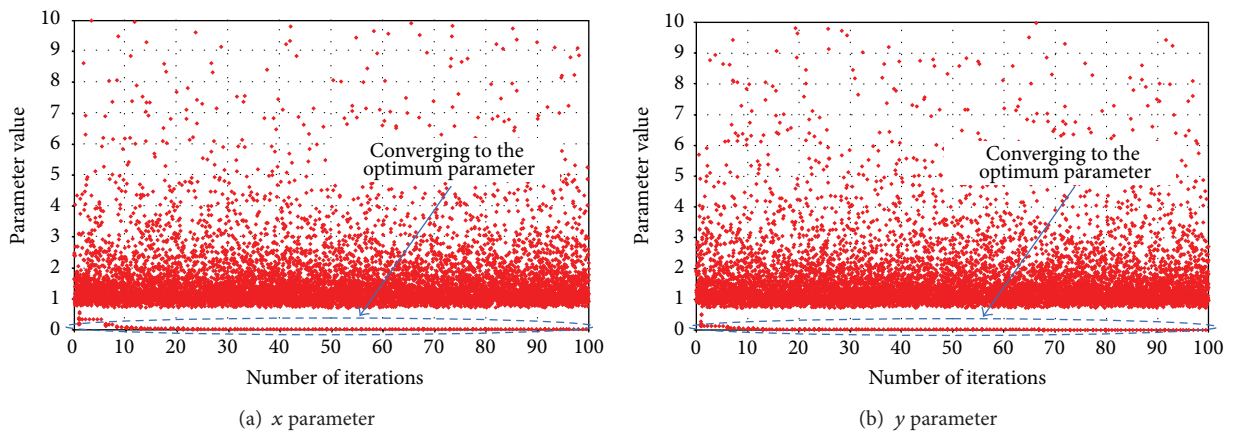 10
9
8
7
6
5
4
3
2
1
0
Parameter value
Converging to the
optimum parameter
0 10 20 30 40 50 60 70 80 90 100
Number of iterations
(a) x parameter
10
9
8
7
6
5
4
3
2
1
0
Parameter value
Converging to the
optimum parameter
0 10 20 30 40 50 60 70 80 90 100
Number of iterations
(b) y parameter